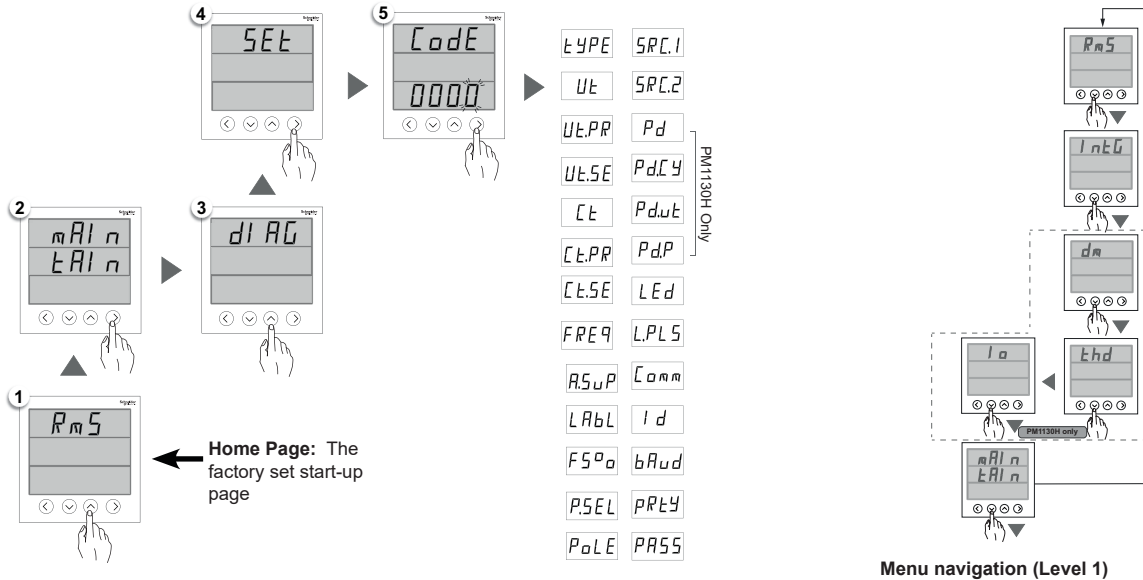 4
SEt
5
CodE
0000
2
mAIn
tAIn
3
dIAG
1
RmS
Home Page: The
factory set start-up
page
tYPE SRC.1
Ut SRC.2
Ut.PR Pd
Ut.SE Pd.CY
Ct Pd.ut
Ct.PR Pd.P
Ct.SE LEd
FREq L.PLS
A.SuP Comm
LAbL Id
FS% bAud
P.SEL pRtY
PoLE PASS
PM1130H Only
RmS
IntG
dm
thd
Io
PM1130H only
mAIn
tAIn
Menu navigation (Level 1)